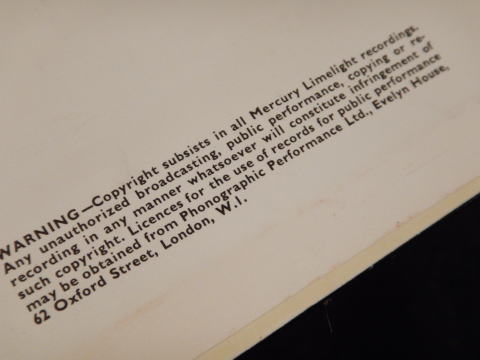 WARNING—Copyright subsists in all Mercury Limelight recordings.
Any unauthorized broadcasting, public performance, copying or re-
recording in any manner whatsoever will constitute infringement of
such copyright. Licences for the use of records for public performance
may be obtained from Phonographic Performance Ltd., Evelyn House,
62 Oxford Street, London, W.1.